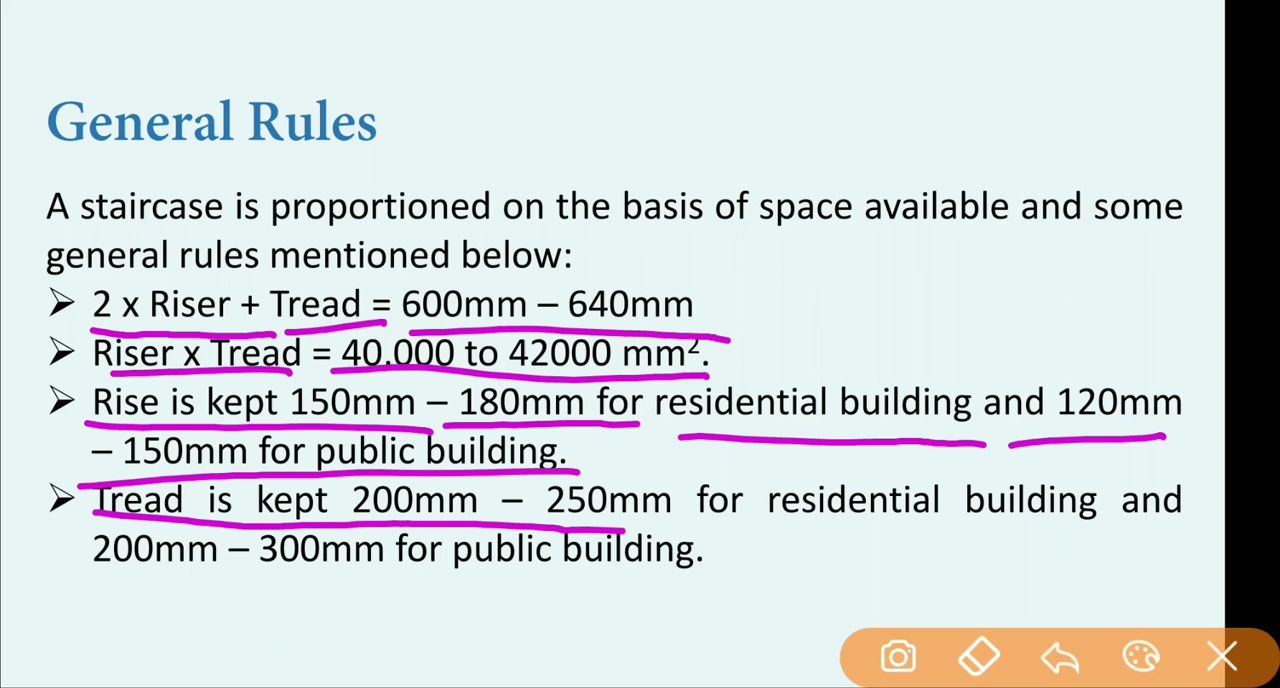 General Rules
A staircase is proportioned on the basis of space available and some
general rules mentioned below:
➢ 2 x Riser + Tread = 600mm – 640mm
➢ Riser x Tread = 40,000 to 42000 mm².
➢ Rise is kept 150mm – 180mm for residential building and 120mm
– 150mm for public building.
➢ Tread is kept 200mm – 250mm for residential building and
200mm – 300mm for public building.